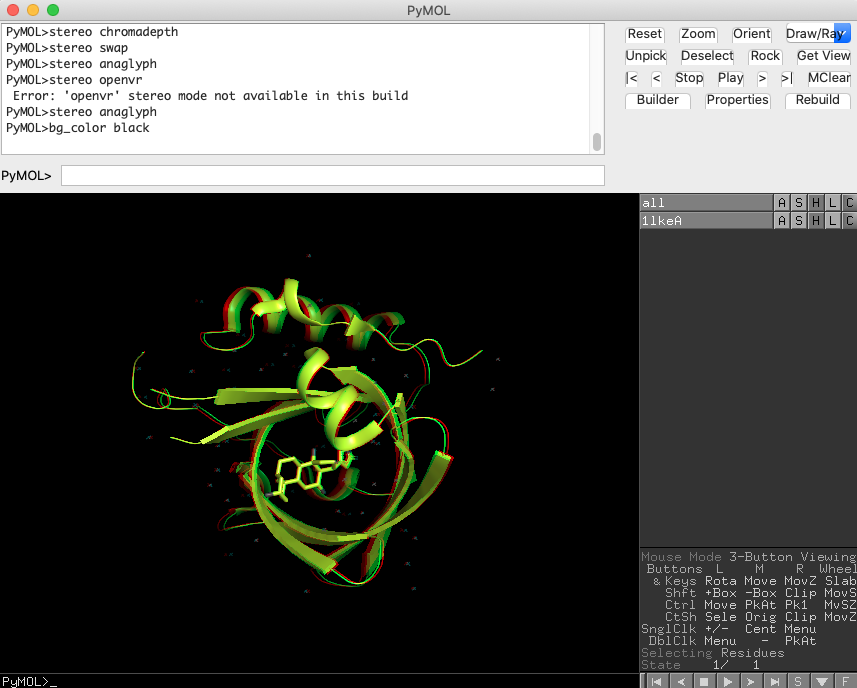 PyMOL
PyMOL>stereo chromadepth
PyMOL>stereo swap
PyMOL>stereo anaglyph
PyMOL>stereo openvr
Error: 'openvr' stereo mode not available in this build
PyMOL>stereo anaglyph
PyMOL>bg_color black
PyMOL>
Reset Zoom Orient Draw/Ray
Unpick Deselect Rock Get View
|< < Stop Play > >| MClear
Builder Properties Rebuild
all A S H L C
1lkeA A S H L C
Mouse Mode 3-Button Viewing
Buttons L M R Wheel
& Keys Rota Move MovZ Slab
Shft +Box -Box Clip MovS
Ctrl Move PkAt Pk1 MvSZ
CtSh Sele Orig Clip MovZ
SnglClk +/- Cent Menu
DblClk Menu - PkAt
Selecting Residues
State 1/ 1
PyMOL>_
S F